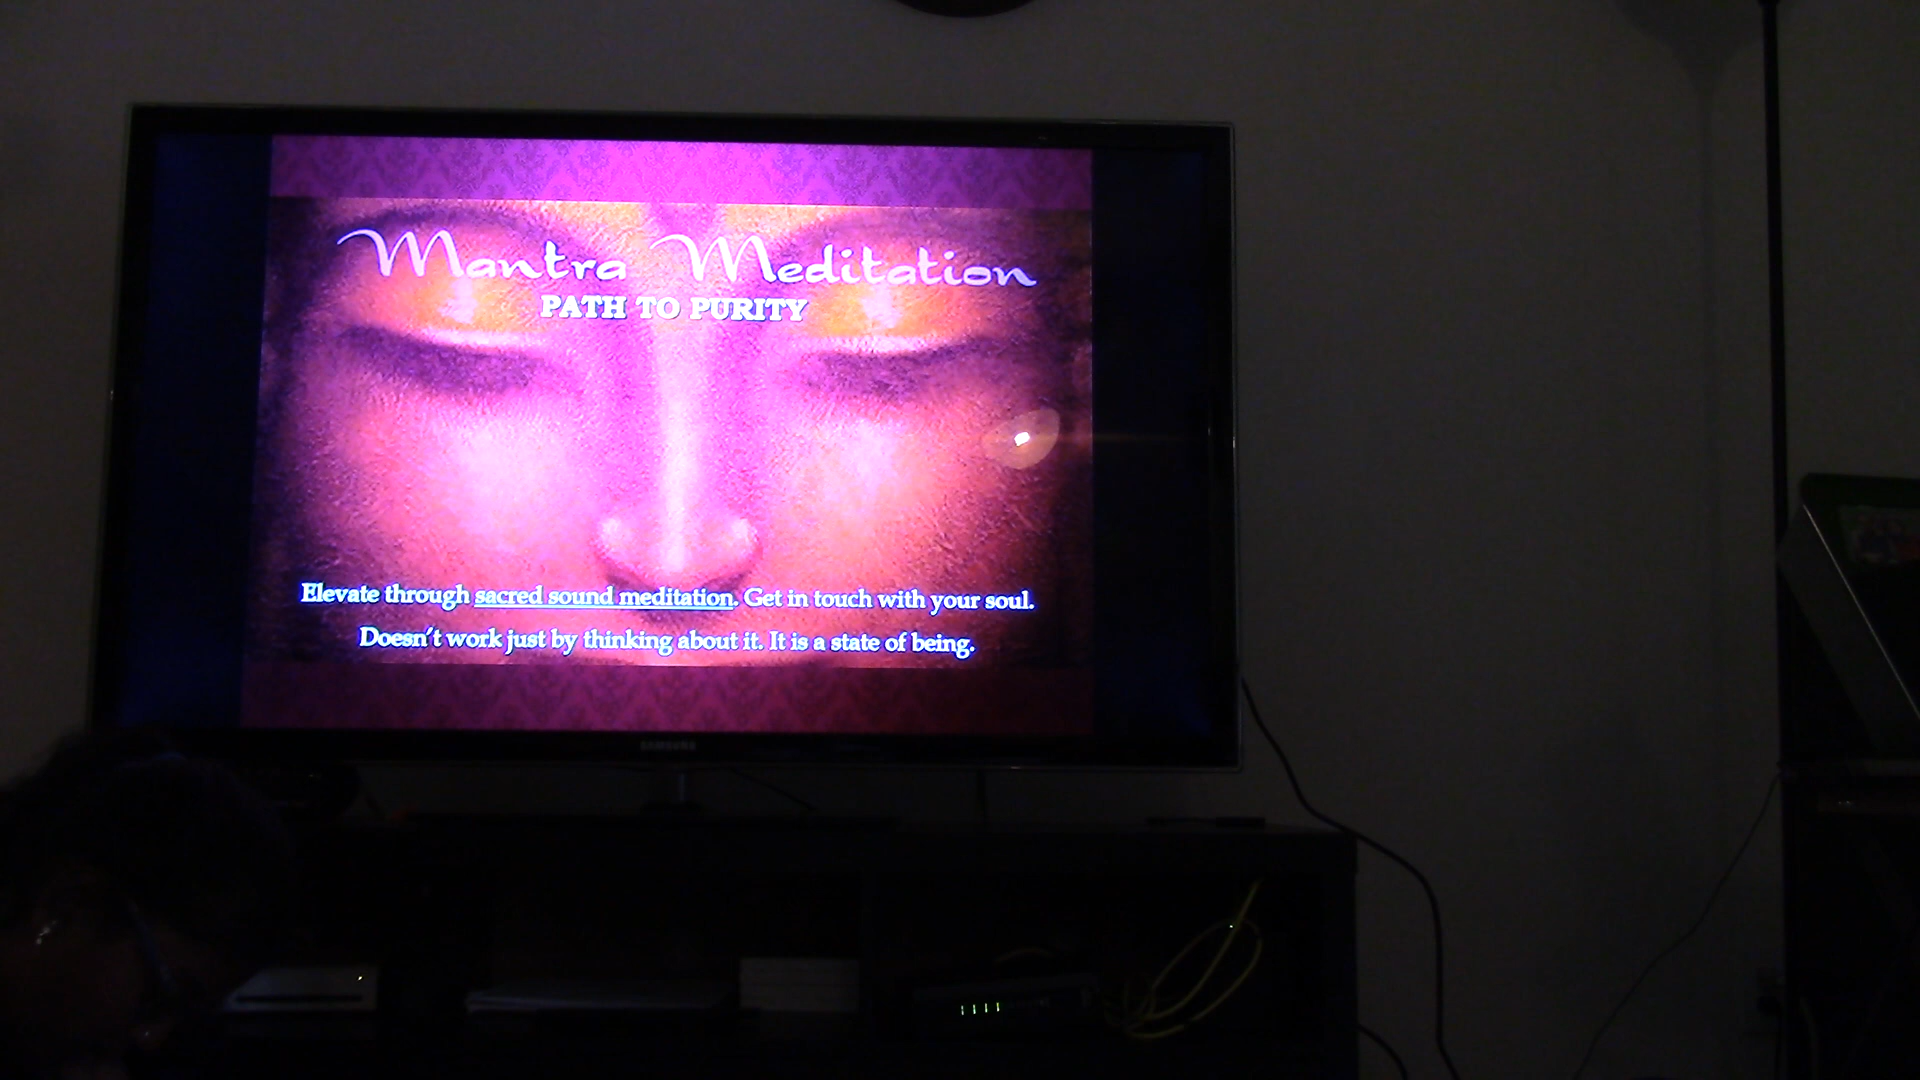 Mantra Meditation
PATH TO PURITY
Elevate through sacred sound meditation. Get in touch with your soul.
Doesn't work just by thinking about it. It is a state of being.
SAMSUNG